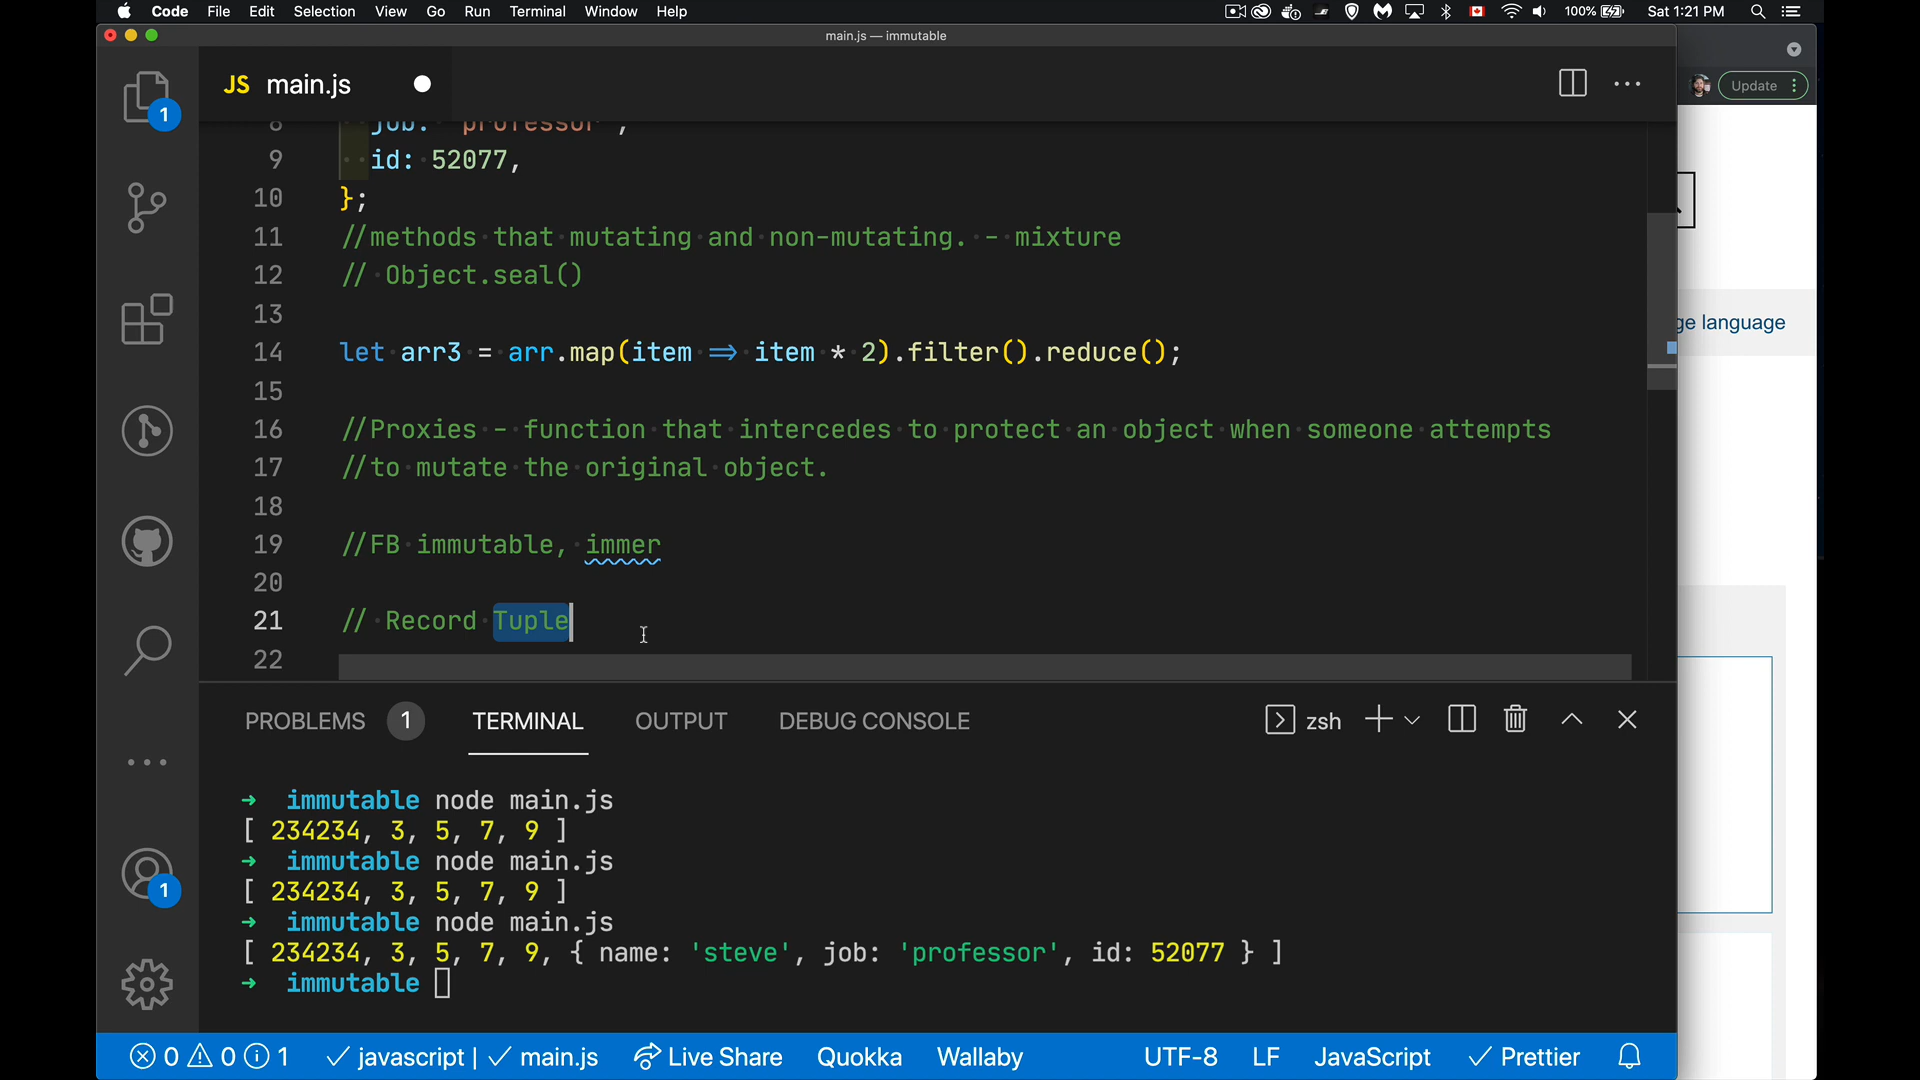 Code File Edit Selection View Go Run Terminal Window Help 100% Sat 1:21 PM
main.js — immutable
JS main.js
Update
1
8 job: 'professor',
9 id: 52077,
10 };
11 //methods that mutating and non-mutating. - mixture
12 // Object.seal()
13
14 let arr3 = arr.map(item => item * 2).filter().reduce();
15
16 //Proxies - function that intercedes to protect an object when someone attempts
17 //to mutate the original object.
18
19 //FB immutable, immer
20
21 // Record Tuple
22
ge language
PROBLEMS 1 TERMINAL OUTPUT DEBUG CONSOLE zsh
➜ immutable node main.js
[ 234234, 3, 5, 7, 9 ]
➜ immutable node main.js
[ 234234, 3, 5, 7, 9 ]
➜ immutable node main.js
[ 234234, 3, 5, 7, 9, { name: 'steve', job: 'professor', id: 52077 } ]
➜ immutable
1
0 0 1 javascript | main.js Live Share Quokka Wallaby UTF-8 LF JavaScript Prettier